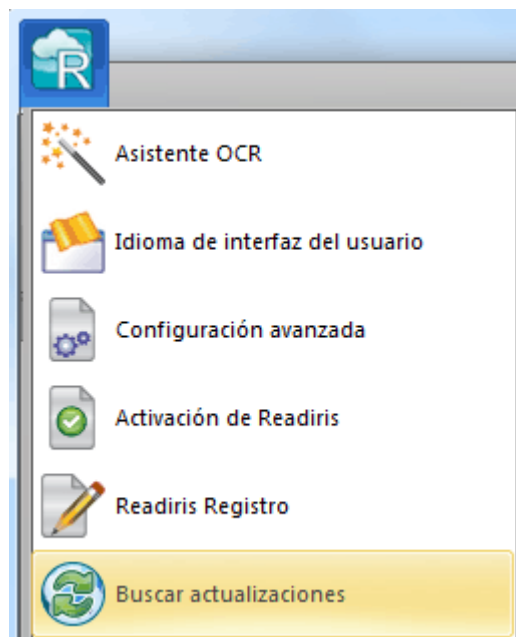 R
Asistente OCR
Idioma de interfaz del usuario
Configuración avanzada
Activación de Readiris
Readiris Registro
Buscar actualizaciones